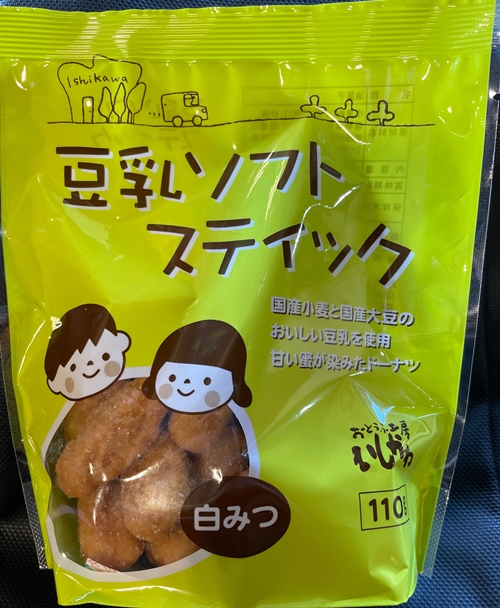 Ishikawa
豆乳ソフト
スティック
国産小麦と国産大豆の
おいしい豆乳を使用
甘い蜜が染みたドーナツ
おとうふ工房
いしかわ
110g
白みつ